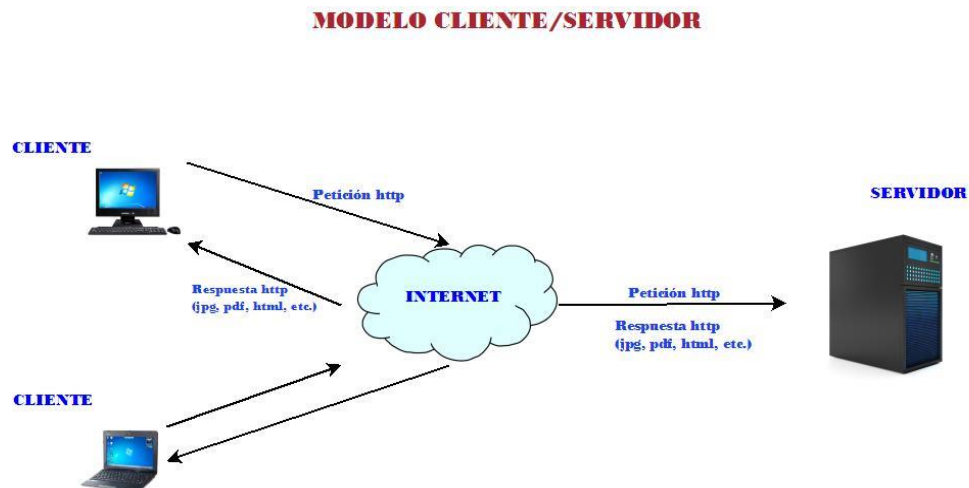 MODELO CLIENTE/SERVIDOR
CLIENTE
Petición http
SERVIDOR
Respuesta http
(jpg, pdf, html, etc.)
INTERNET
Petición http
Respuesta http
(jpg, pdf, html, etc.)
CLIENTE